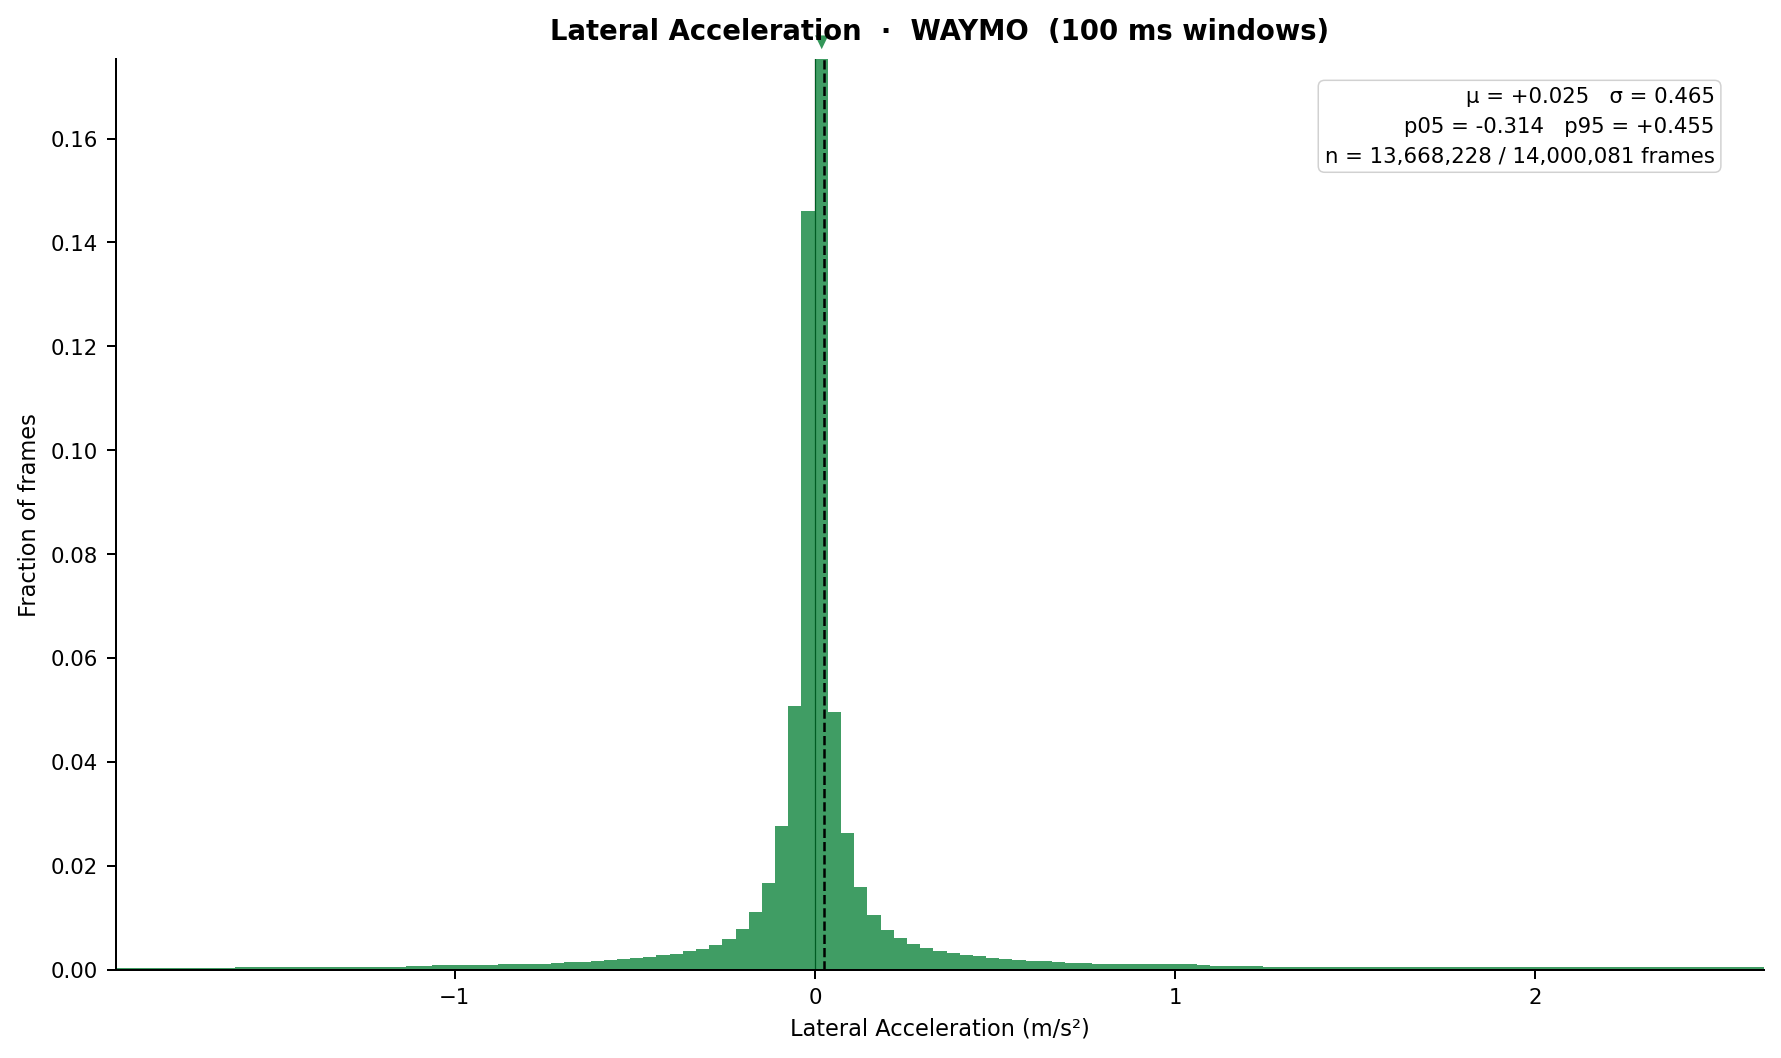 Lateral Acceleration · WAYMO (100 ms windows)
μ = +0.025 σ = 0.465
p05 = -0.314 p95 = +0.455
n = 13,668,228 / 14,000,081 frames
Fraction of frames
0.16
0.14
0.12
0.10
0.08
0.06
0.04
0.02
0.00
−1 0 1 2
Lateral Acceleration (m/s²)